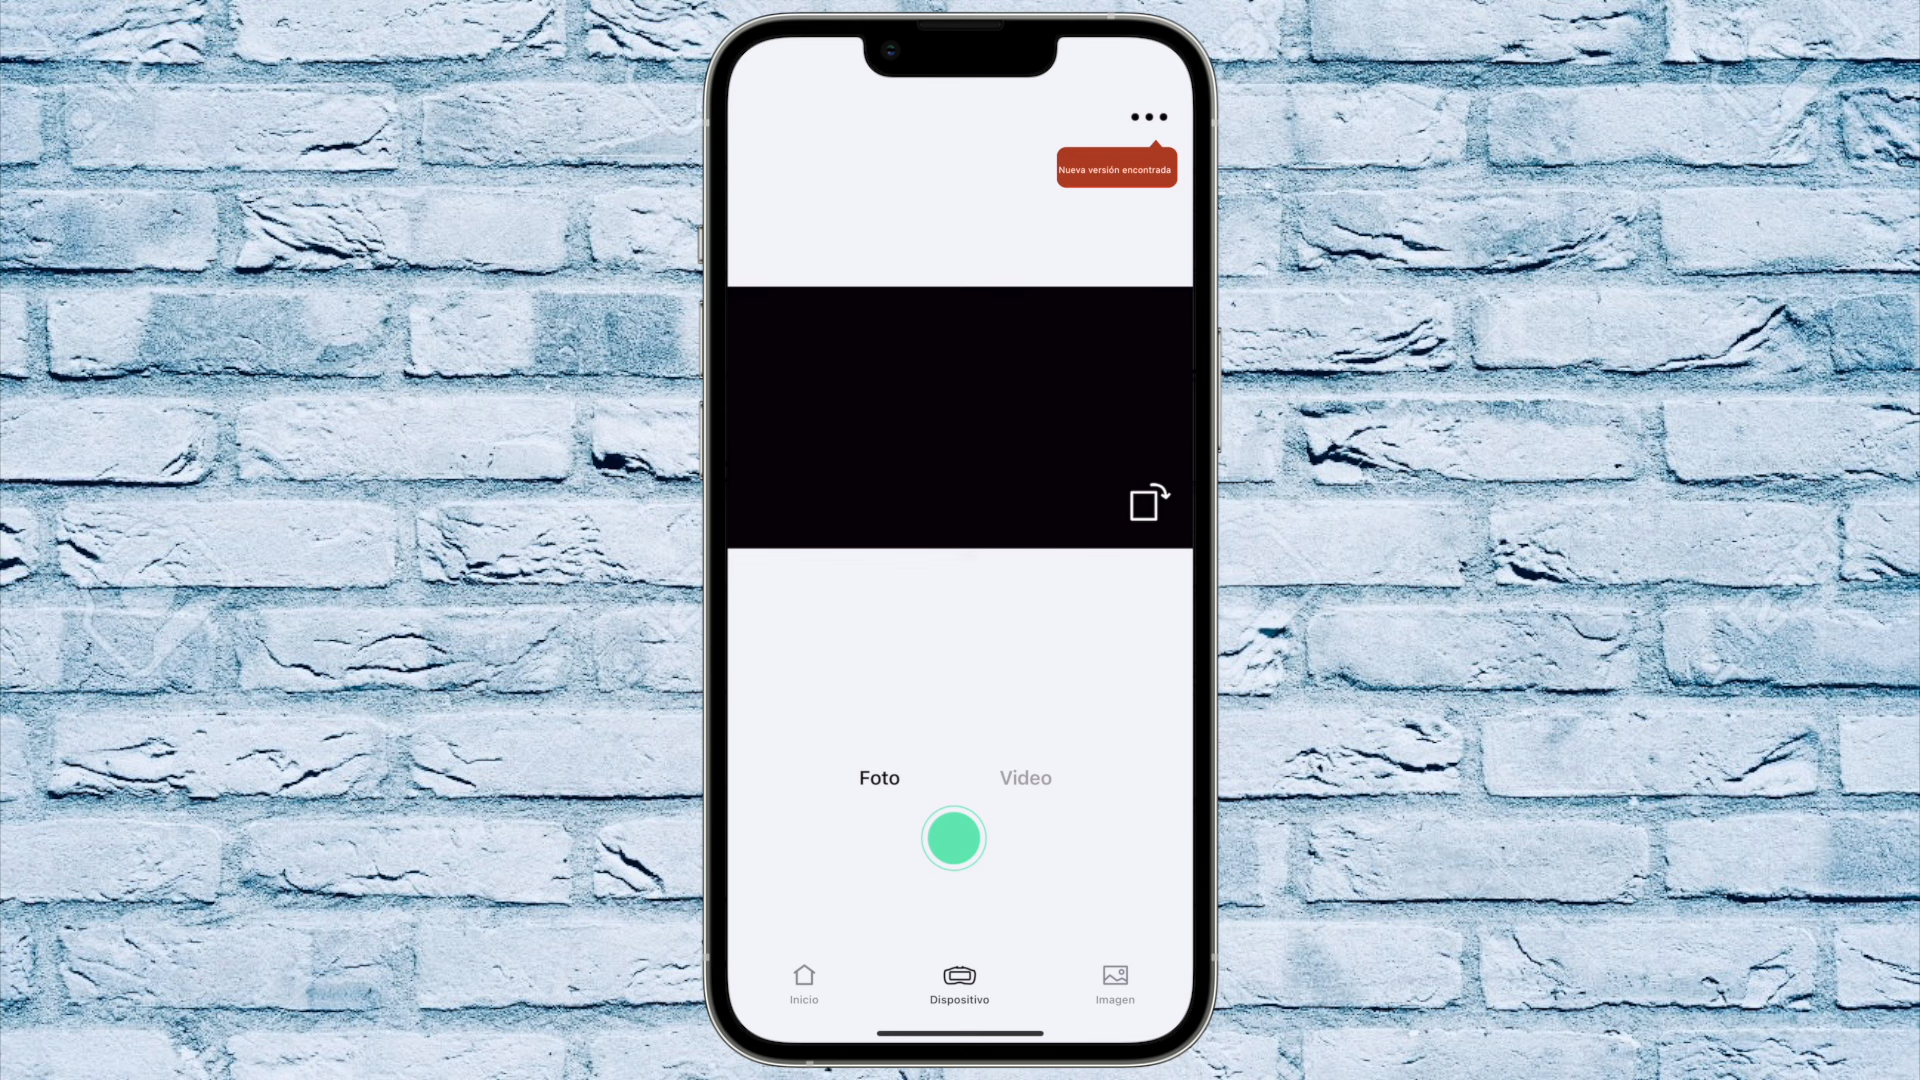 Nueva versión encontrada
Foto
Video
Inicio
Dispositivo
Imagen